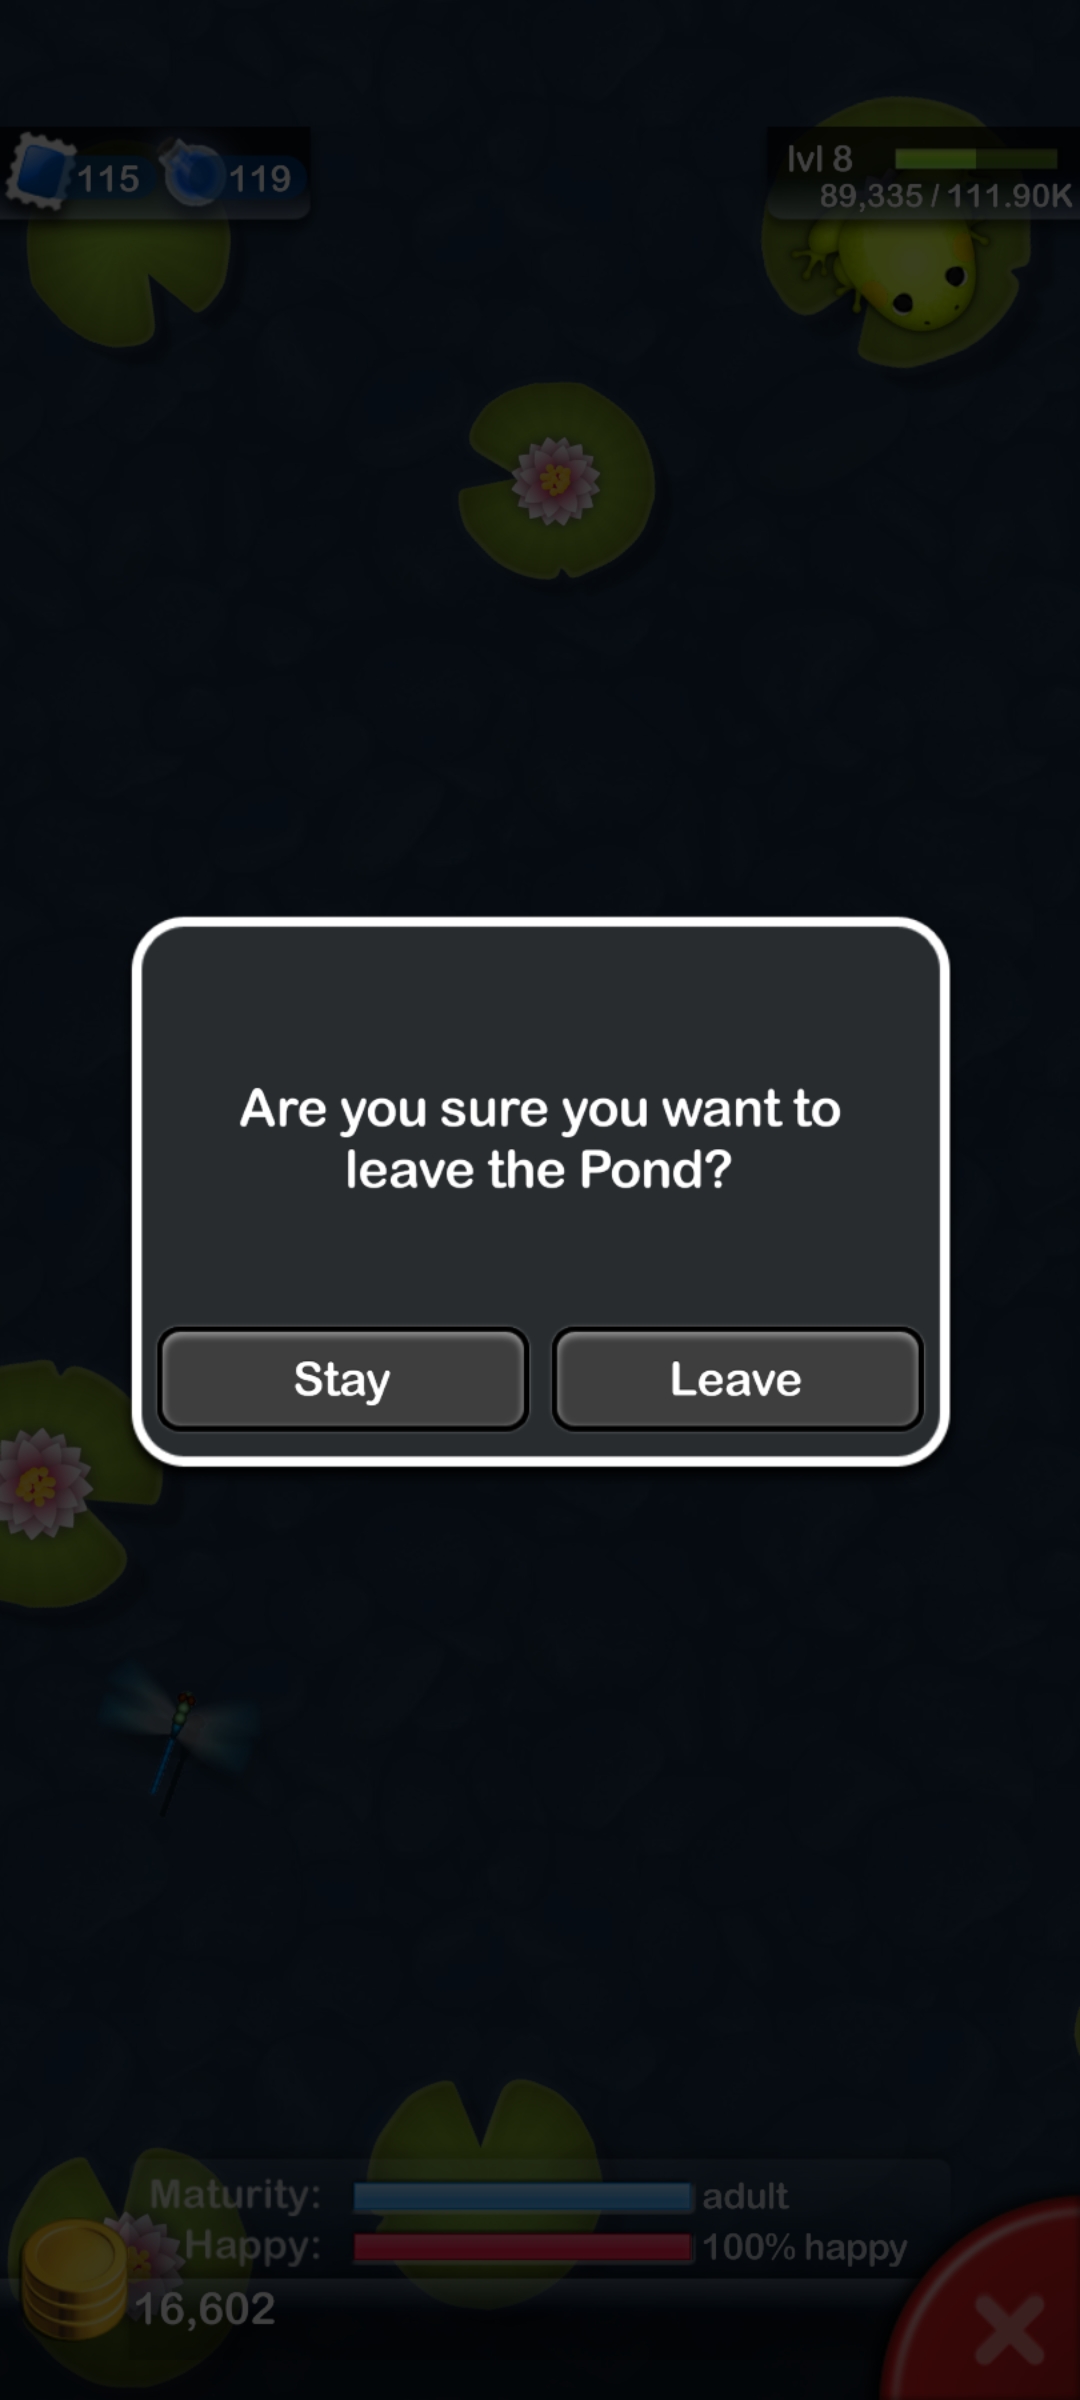 115 119
lvl 8
89,335 / 111.90K
Are you sure you want to
leave the Pond?
Stay Leave
Maturity: adult
Happy: 100% happy
16,602